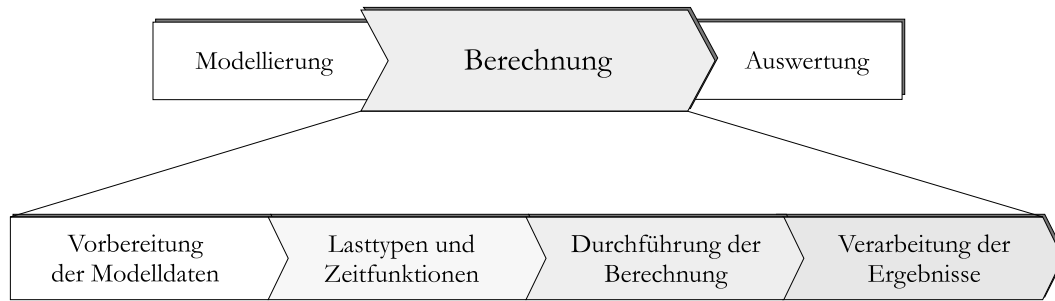 Modellierung
Berechnung
Auswertung
Vorbereitung
der Modelldaten
Lasttypen und
Zeitfunktionen
Durchführung der
Berechnung
Verarbeitung der
Ergebnisse